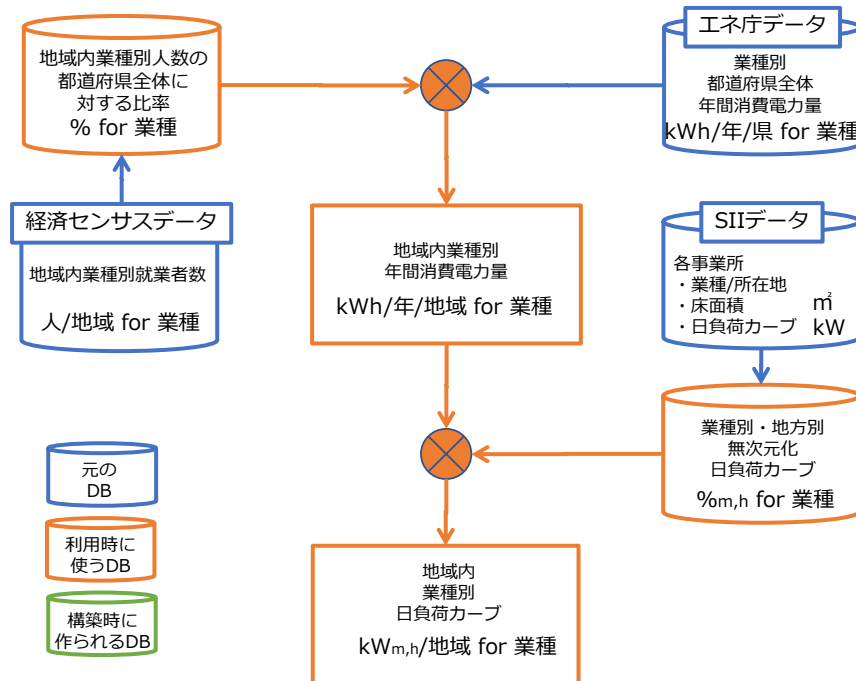 地域内業種別人数の
都道府県全体に
対する比率
% for 業種
エネ庁データ
業種別
都道府県全体
年間消費電力量
kWh/年/県 for 業種
経済センサスデータ
地域内業種別就業者数
人/地域 for 業種
地域内業種別
年間消費電力量
kWh/年/地域 for 業種
SIIデータ
各事業所
・業種/所在地
・床面積 ㎡
・日負荷カーブ kW
業種別・地方別
無次元化
日負荷カーブ
%m,h for 業種
元の
DB
利用時に
使うDB
構築時に
作られるDB
地域内
業種別
日負荷カーブ
kWm,h/地域 for 業種